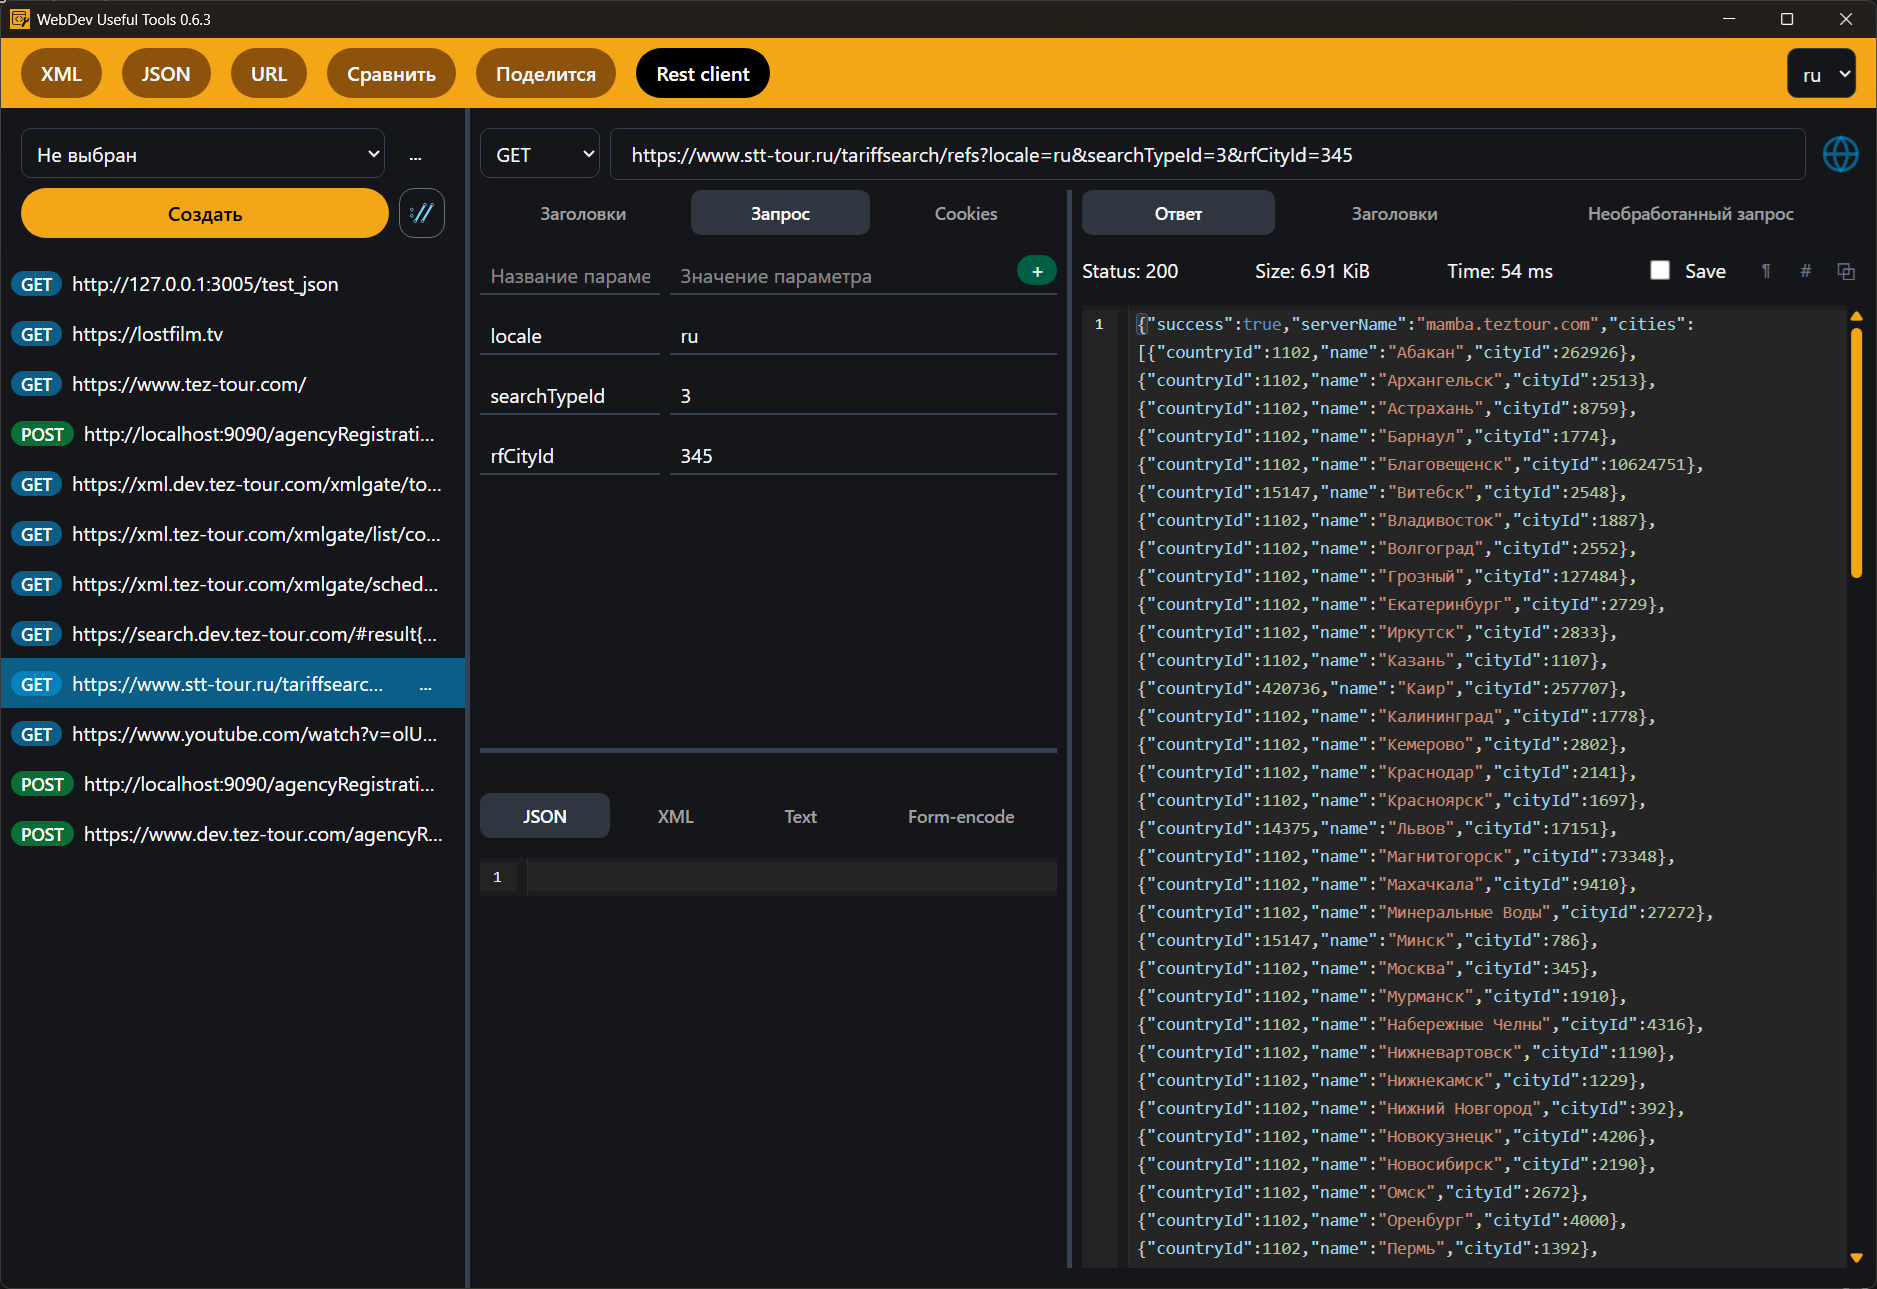 WebDev Useful Tools 0.6.3
XML
JSON
URL
Сравнить
Поделится
Rest client
ru
Не выбран
...
Создать
://
GET http://127.0.0.1:3005/test_json
GET https://lostfilm.tv
GET https://www.tez-tour.com/
POST http://localhost:9090/agencyRegistrati...
GET https://xml.dev.tez-tour.com/xmlgate/to...
GET https://xml.tez-tour.com/xmlgate/list/co...
GET https://xml.tez-tour.com/xmlgate/sched...
GET https://search.dev.tez-tour.com/#result{...
GET https://www.stt-tour.ru/tariffsearc... ...
GET https://www.youtube.com/watch?v=olU...
POST http://localhost:9090/agencyRegistrati...
POST https://www.dev.tez-tour.com/agencyR...
GET
https://www.stt-tour.ru/tariffsearch/refs?locale=ru&searchTypeId=3&rfCityId=345
Заголовки
Запрос
Cookies
Название параме
Значение параметра
+
locale ru
searchTypeId 3
rfCityId 345
JSON
XML
Text
Form-encode
1
Ответ
Заголовки
Необработанный запрос
Status: 200
Size: 6.91 KiB
Time: 54 ms
Save
¶
#
1
{"success":true,"serverName":"mamba.teztour.com","cities":
[{"countryId":1102,"name":"Абакан","cityId":262926},
{"countryId":1102,"name":"Архангельск","cityId":2513},
{"countryId":1102,"name":"Астрахань","cityId":8759},
{"countryId":1102,"name":"Барнаул","cityId":1774},
{"countryId":1102,"name":"Благовещенск","cityId":10624751},
{"countryId":15147,"name":"Витебск","cityId":2548},
{"countryId":1102,"name":"Владивосток","cityId":1887},
{"countryId":1102,"name":"Волгоград","cityId":2552},
{"countryId":1102,"name":"Грозный","cityId":127484},
{"countryId":1102,"name":"Екатеринбург","cityId":2729},
{"countryId":1102,"name":"Иркутск","cityId":2833},
{"countryId":1102,"name":"Казань","cityId":1107},
{"countryId":420736,"name":"Каир","cityId":257707},
{"countryId":1102,"name":"Калининград","cityId":1778},
{"countryId":1102,"name":"Кемерово","cityId":2802},
{"countryId":1102,"name":"Краснодар","cityId":2141},
{"countryId":1102,"name":"Красноярск","cityId":1697},
{"countryId":14375,"name":"Львов","cityId":17151},
{"countryId":1102,"name":"Магнитогорск","cityId":73348},
{"countryId":1102,"name":"Махачкала","cityId":9410},
{"countryId":1102,"name":"Минеральные Воды","cityId":27272},
{"countryId":15147,"name":"Минск","cityId":786},
{"countryId":1102,"name":"Москва","cityId":345},
{"countryId":1102,"name":"Мурманск","cityId":1910},
{"countryId":1102,"name":"Набережные Челны","cityId":4316},
{"countryId":1102,"name":"Нижневартовск","cityId":1190},
{"countryId":1102,"name":"Нижнекамск","cityId":1229},
{"countryId":1102,"name":"Нижний Новгород","cityId":392},
{"countryId":1102,"name":"Новокузнецк","cityId":4206},
{"countryId":1102,"name":"Новосибирск","cityId":2190},
{"countryId":1102,"name":"Омск","cityId":2672},
{"countryId":1102,"name":"Оренбург","cityId":4000},
{"countryId":1102,"name":"Пермь","cityId":1392},